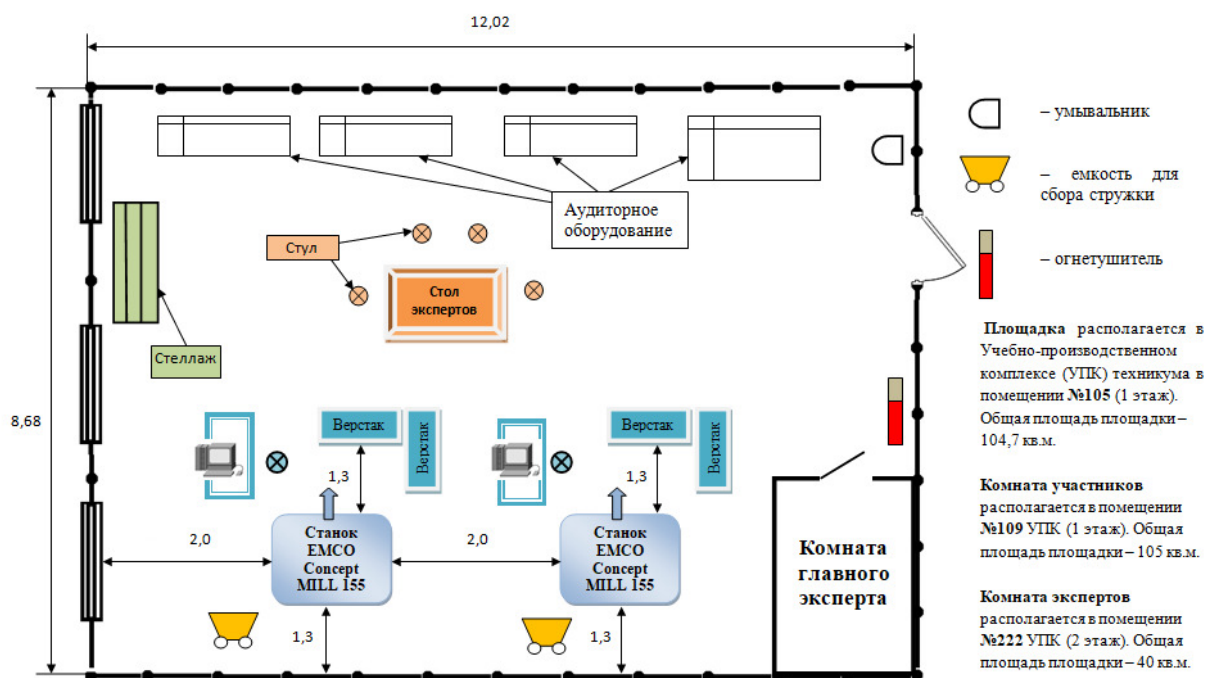 12,02
– умывальник
– емкость для
сбора стружки
Аудиторное
оборудование
Стул
– огнетушитель
Стол
экспертов
Площадка располагается в
Учебно-производственном
комплексе (УПК) техникума в
помещении №105 (1 этаж).
Общая площадь площадки –
104,7 кв.м.
Стеллаж
8,68
Верстак
Верстак
Верстак
Верстак
1,3
1,3
Комната участников
располагается в помещении
№109 УПК (1 этаж). Общая
площадь площадки – 105 кв.м.
2,0
Станок
EMCO
Concept
MILL 155
2,0
Станок
EMCO
Concept
MILL 155
Комната
главного
эксперта
Комната экспертов
располагается в помещении
№222 УПК (2 этаж). Общая
площадь площадки – 40 кв.м.
1,3
1,3